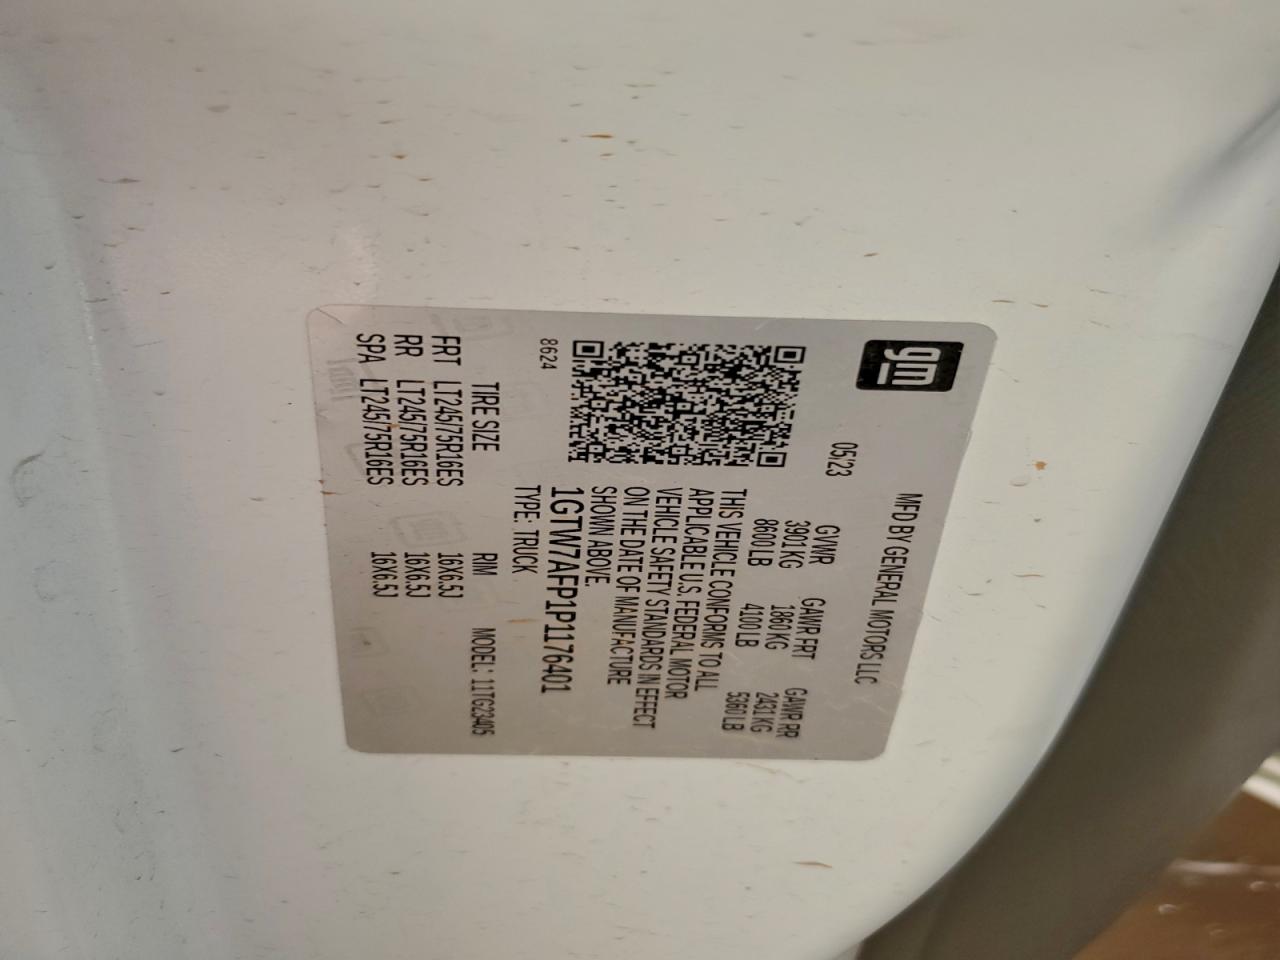 gm
MFD BY GENERAL MOTORS LLC
05/23
GVWR GAWR FRT GAWR RR
3901 KG 1860 KG 2431 KG
8600 LB 4100 LB 5360 LB
THIS VEHICLE CONFORMS TO ALL
APPLICABLE U.S. FEDERAL MOTOR
VEHICLE SAFETY STANDARDS IN EFFECT
ON THE DATE OF MANUFACTURE
SHOWN ABOVE.
1GTW7AFP1P1176401
TYPE: TRUCK
8624
TIRE SIZE RIM MODEL: 11TG23405
FRT LT245/75R16ES 16X6.5J
RR LT245/75R16ES 16X6.5J
SPA LT245/75R16ES 16X6.5J